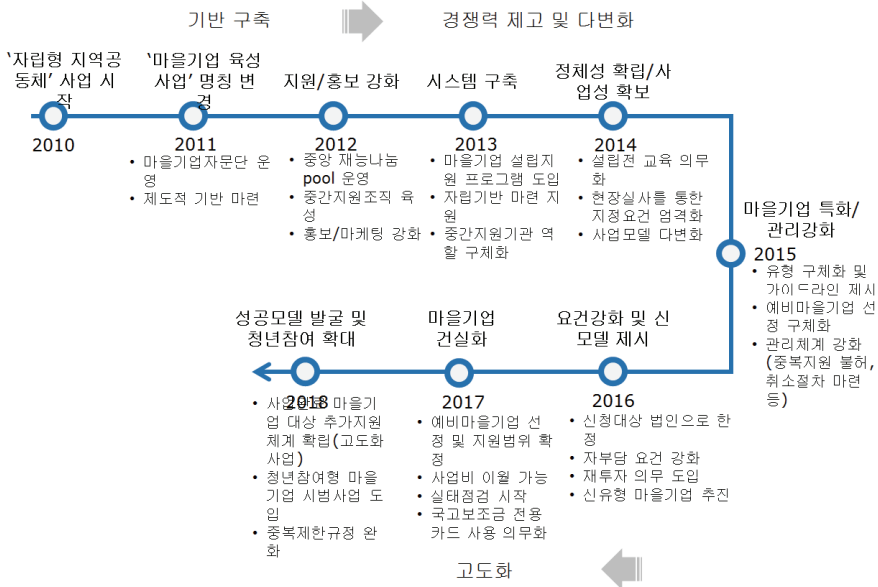 기반 구축
경쟁력 제고 및 다변화
‘자립형 지역공
동체’ 사업 시
작
2010
‘마을기업 육성
사업’ 명칭 변
경
2011
• 마을기업자문단 운
영
• 제도적 기반 마련
지원/홍보 강화
2012
• 중앙 재능나눔
pool 운영
• 중간지원조직 육
성
• 홍보/마케팅 강화
시스템 구축
2013
• 마을기업 설립지
원 프로그램 도입
• 자립기반 마련 지
원
• 중간지원기관 역
할 구체화
정체성 확립/사
업성 확보
2014
• 설립전 교육 의무
화
• 현장실사를 통한
지정요건 엄격화
• 사업모델 다변화
마을기업 특화/
관리강화
2015
• 유형 구체화 및
가이드라인 제시
• 예비마을기업 선
정 구체화
• 관리체계 강화
(중복지원 불허,
취소절차 마련
등)
요건강화 및 신
모델 제시
2016
• 신청대상 법인으로 한
정
• 자부담 요건 강화
• 재투자 의무 도입
• 신유형 마을기업 추진
마을기업
건실화
2017
• 예비마을기업 선
정 및 지원범위 확
정
• 사업비 이월 가능
• 실태점검 시작
• 국고보조금 전용
카드 사용 의무화
성공모델 발굴 및
청년참여 확대
2018
• 마을기
업 대상 추가지원
체계 확립(고도화
사업)
• 청년참여형 마을
기업 시범사업 도
입
• 중복제한규정 완
화
고도화